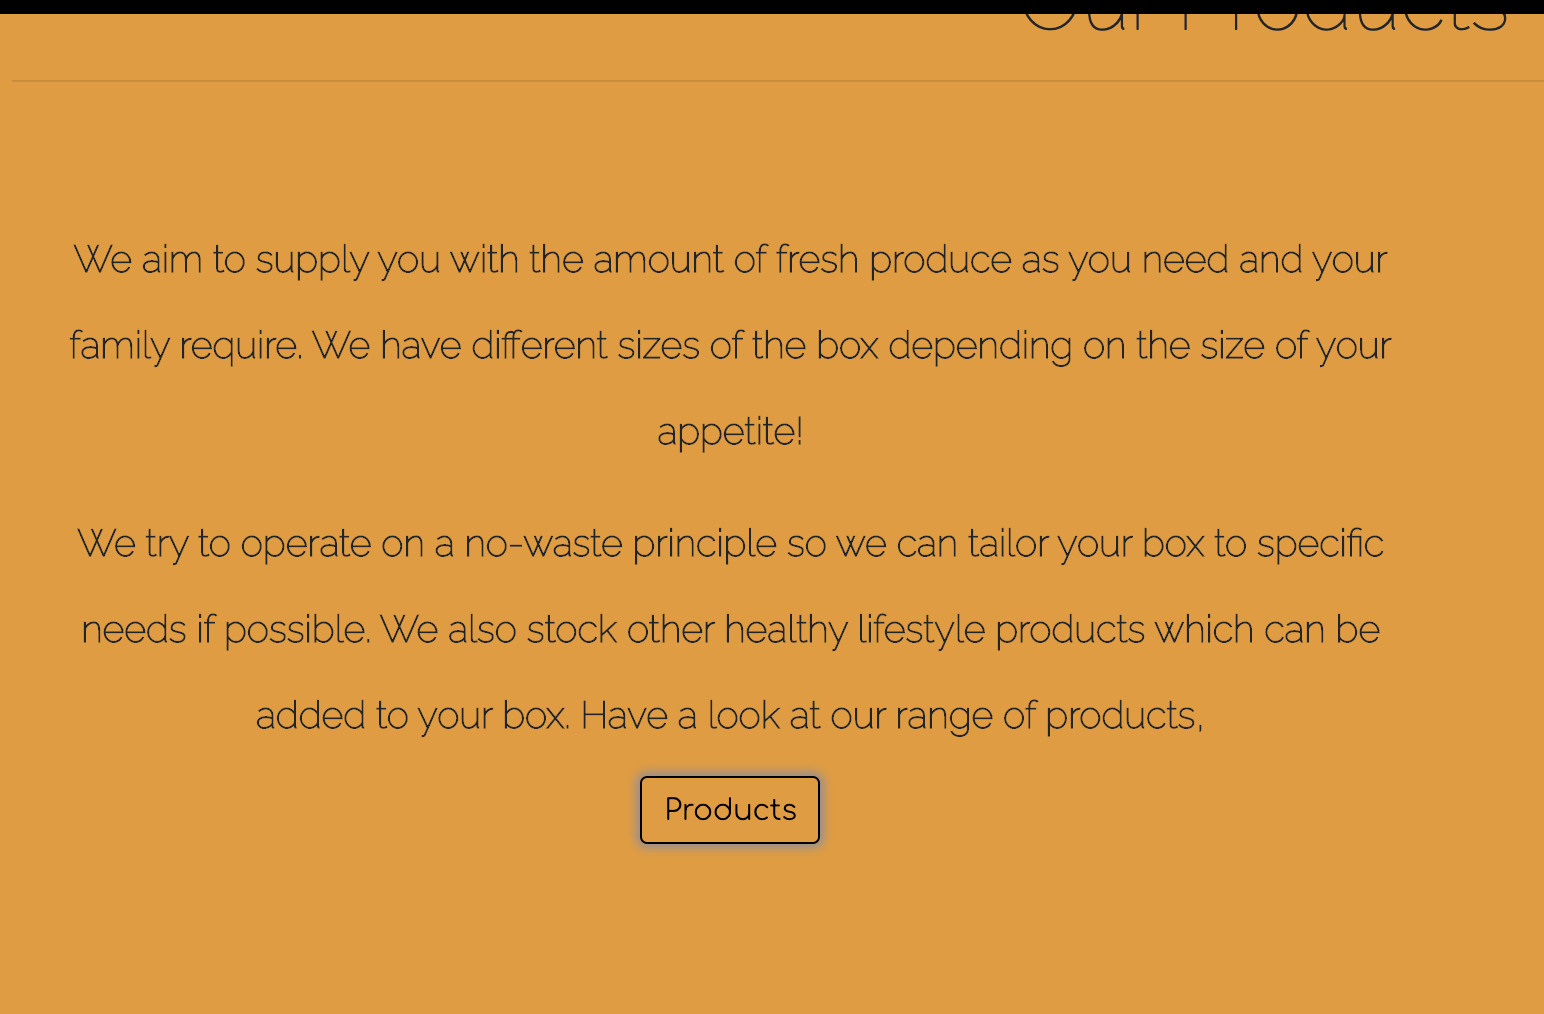 Our Products
We aim to supply you with the amount of fresh produce as you need and your
family require. We have different sizes of the box depending on the size of your
appetite!
We try to operate on a no-waste principle so we can tailor your box to specific
needs if possible. We also stock other healthy lifestyle products which can be
added to your box. Have a look at our range of products,
Products